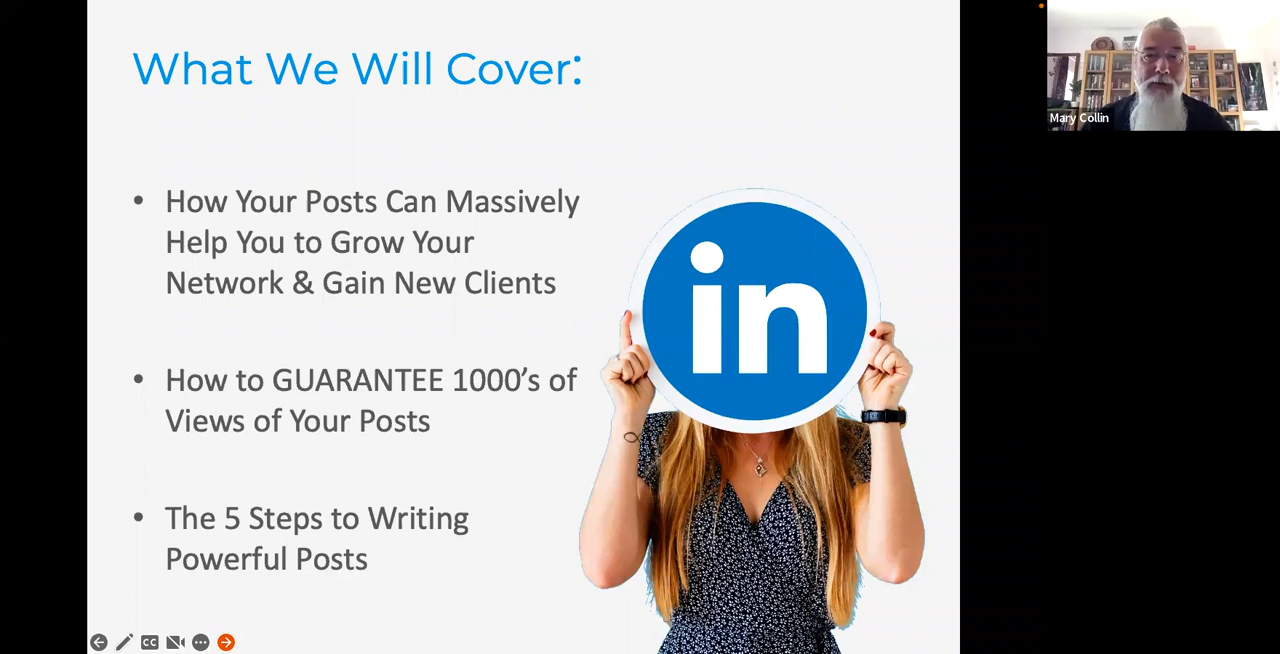 What We Will Cover:
• How Your Posts Can Massively
Help You to Grow Your
Network & Gain New Clients
• How to GUARANTEE 1000’s of
Views of Your Posts
• The 5 Steps to Writing
Powerful Posts
in
Mary Collin
CC